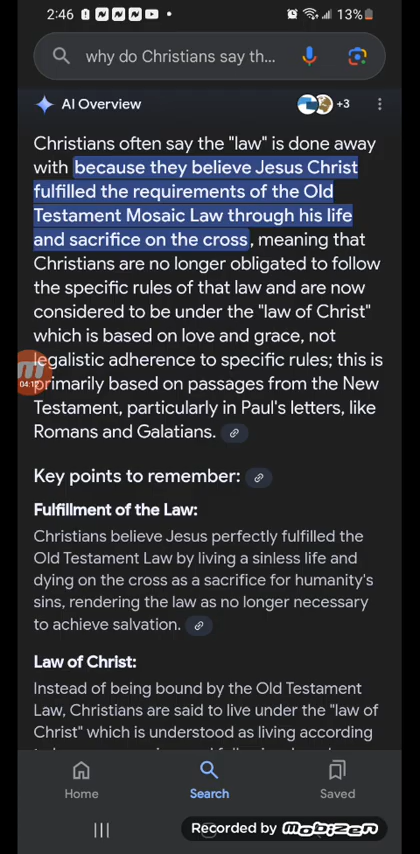 2:46
13%
why do Christians say th...
AI Overview
+3
Christians often say the "law" is done away
with because they believe Jesus Christ
fulfilled the requirements of the Old
Testament Mosaic Law through his life
and sacrifice on the cross, meaning that
Christians are no longer obligated to follow
the specific rules of that law and are now
considered to be under the "law of Christ"
which is based on love and grace, not
legalistic adherence to specific rules; this is
04:12
primarily based on passages from the New
Testament, particularly in Paul's letters, like
Romans and Galatians.
Key points to remember:
Fulfillment of the Law:
Christians believe Jesus perfectly fulfilled the
Old Testament Law by living a sinless life and
dying on the cross as a sacrifice for humanity's
sins, rendering the law as no longer necessary
to achieve salvation.
Law of Christ:
Instead of being bound by the Old Testament
Law, Christians are said to live under the "law of
Christ" which is understood as living according
Home
Search
Saved
Recorded by mobizen